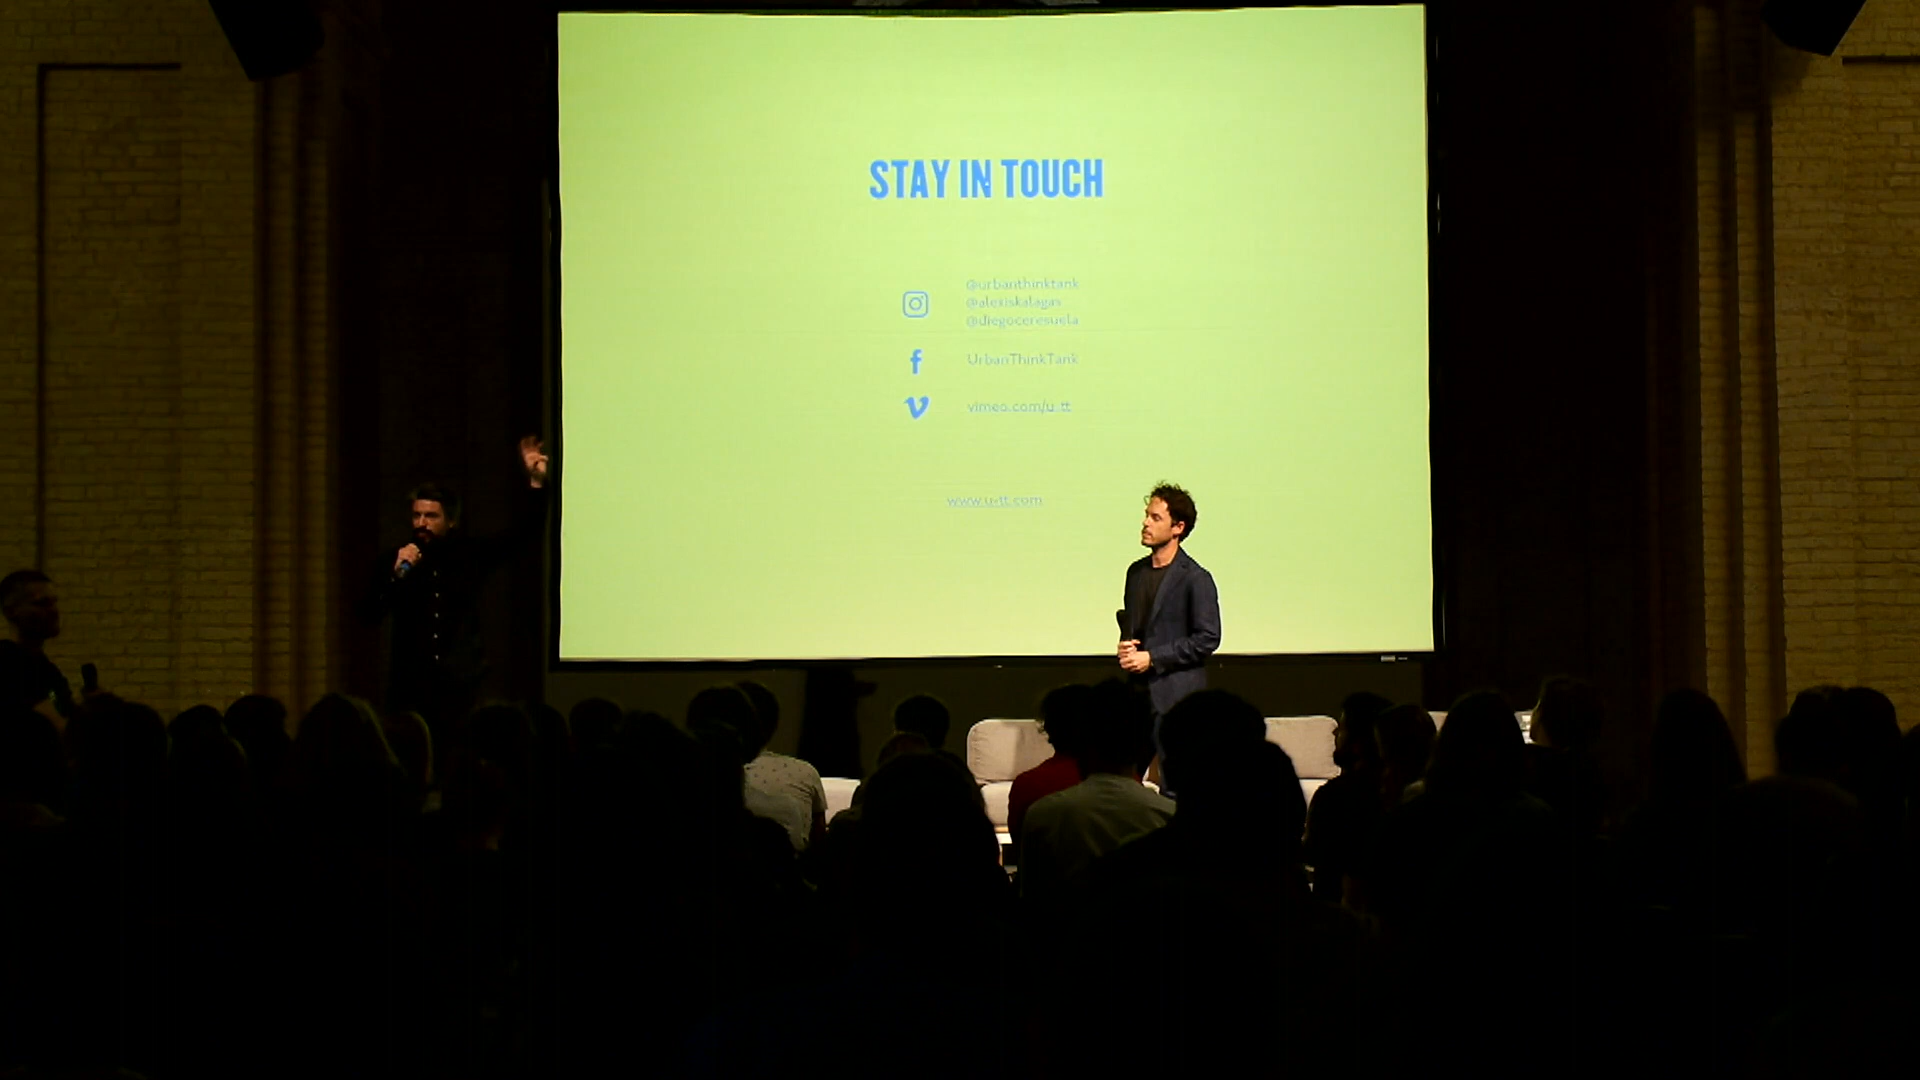 STAY IN TOUCH
@urbanthinktank
@alexiskalagas
@diegoceresuela
UrbanThinkTank
vimeo.com/u-tt
www.u-tt.com